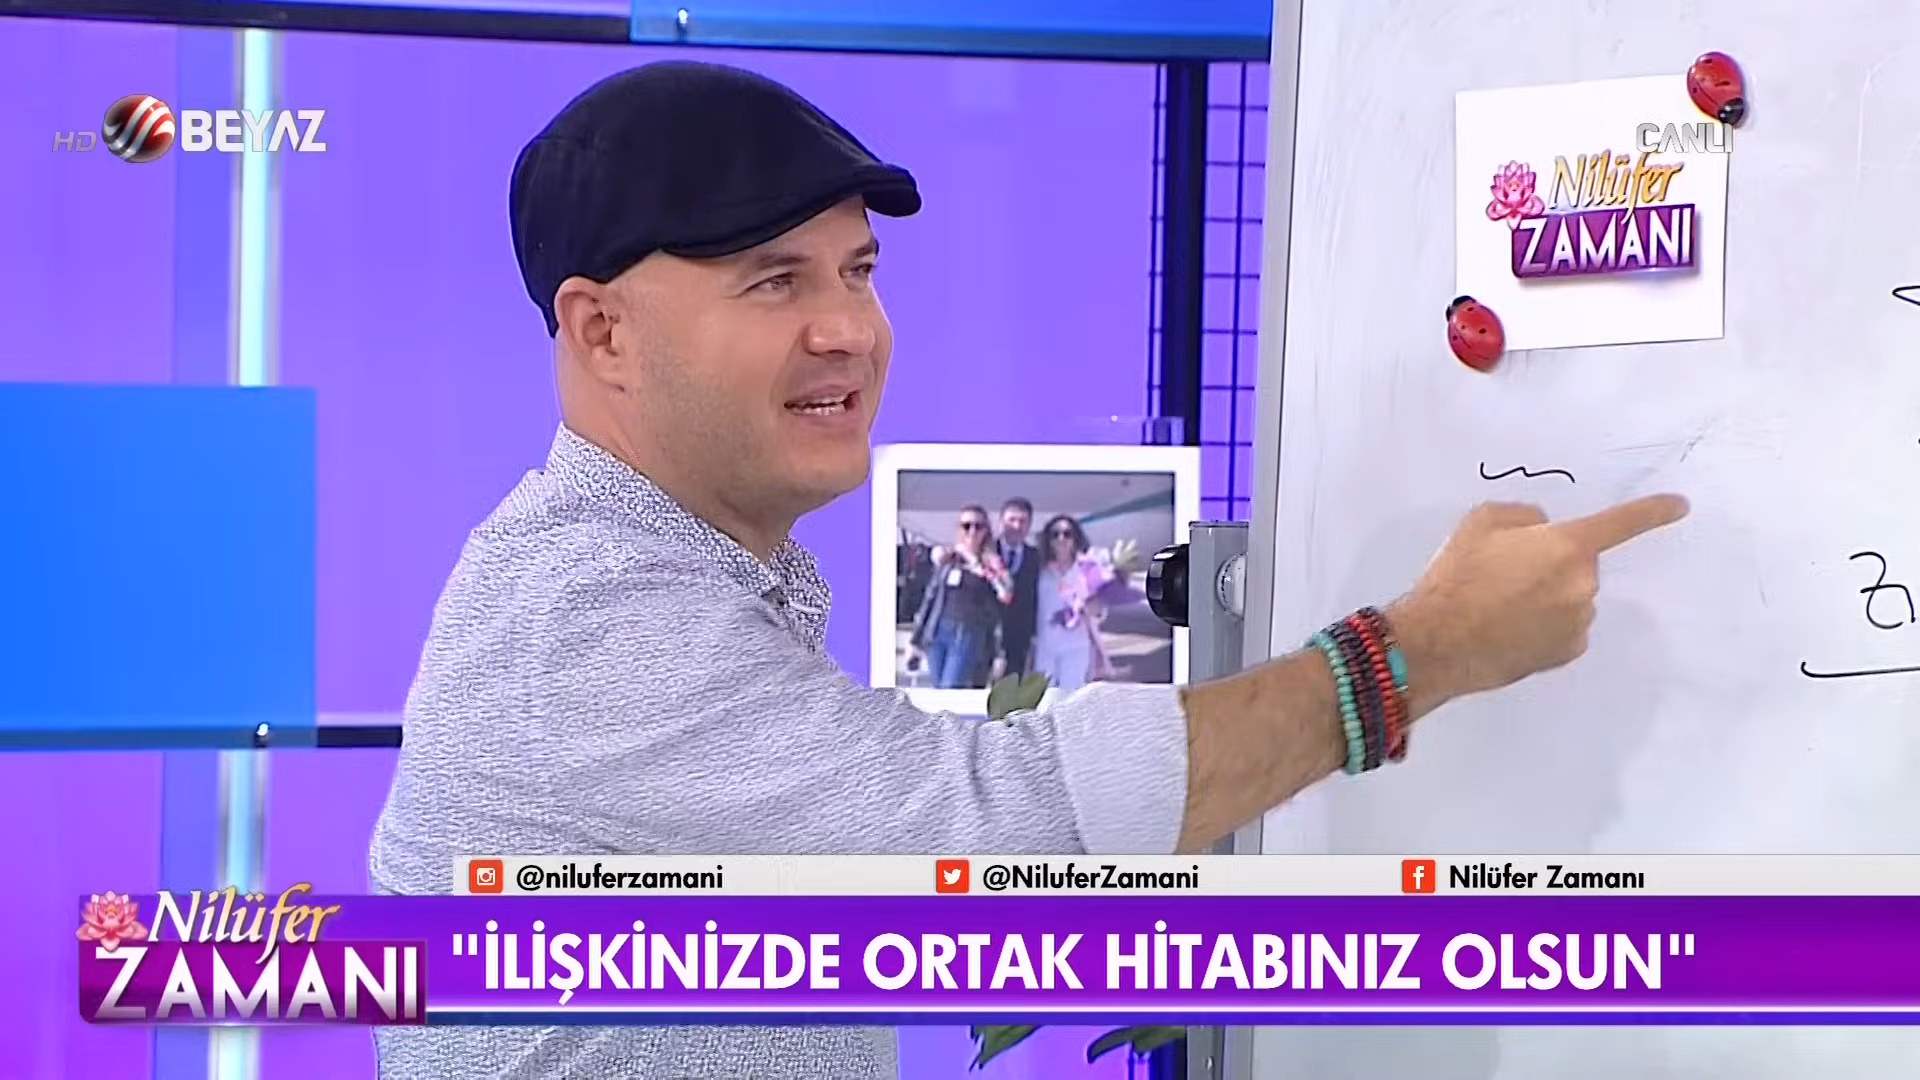 HD BEYAZ
CANLI
Nilüfer
ZAMANI
@niluferzamani
@NiluferZamani
Nilüfer Zamanı
Nilüfer
ZAMANI
"İLİŞKİNİZDE ORTAK HİTABINIZ OLSUN"